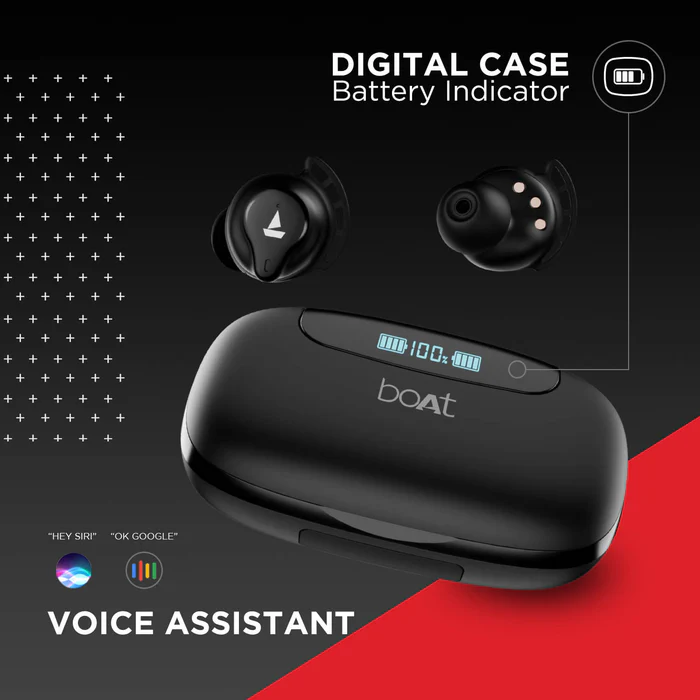 DIGITAL CASE
Battery Indicator
100%
boAt
"HEY SIRI" "OK GOOGLE"
VOICE ASSISTANT